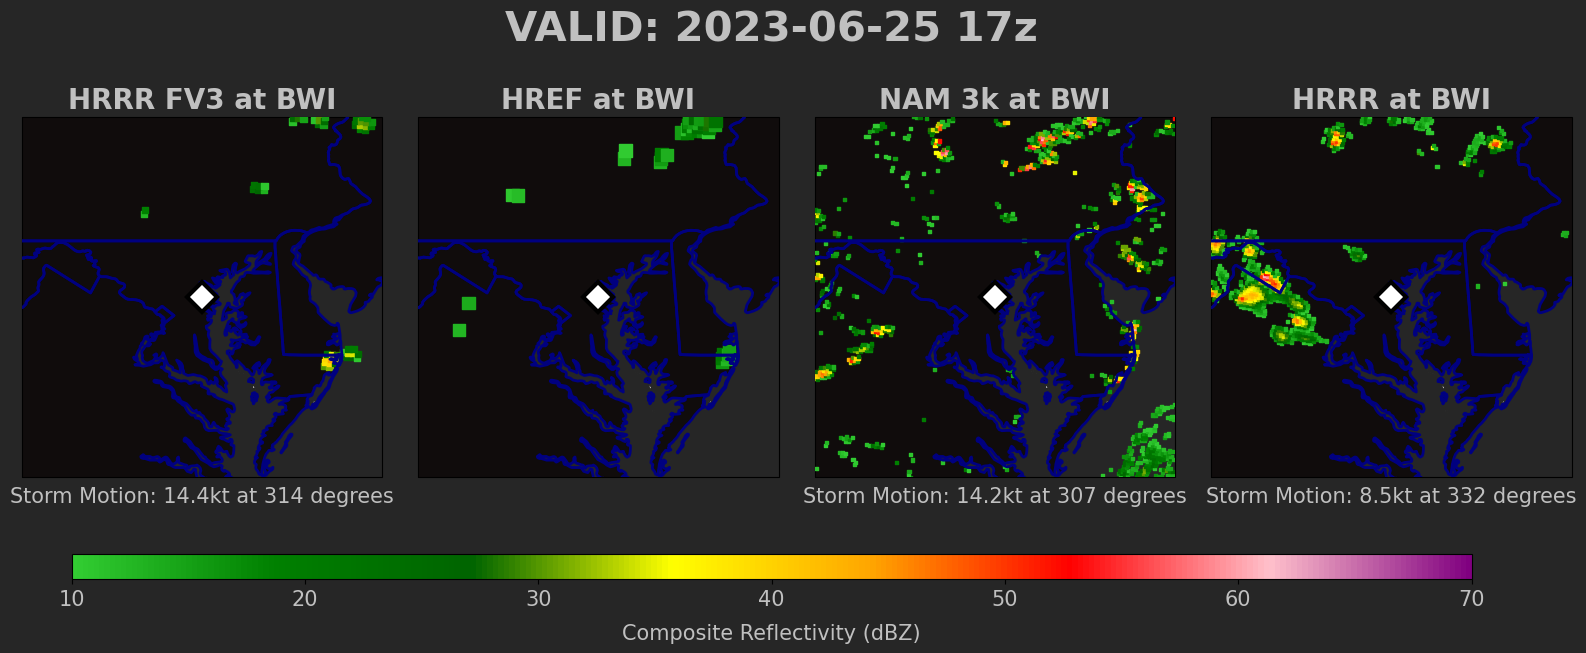 VALID: 2023-06-25 17z
HRRR FV3 at BWI
HREF at BWI
NAM 3k at BWI
HRRR at BWI
Storm Motion: 14.4kt at 314 degrees
Storm Motion: 14.2kt at 307 degrees
Storm Motion: 8.5kt at 332 degrees
10 20 30 40 50 60 70
Composite Reflectivity (dBZ)